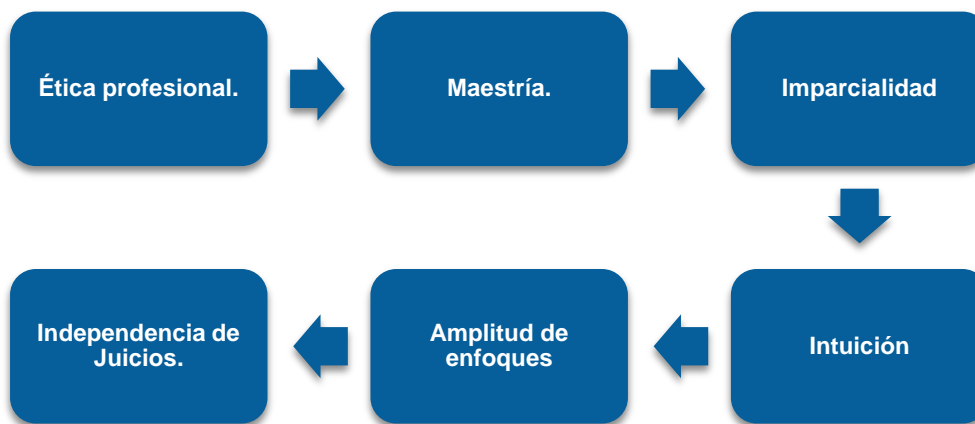 Ética profesional.
Maestría.
Imparcialidad
Intuición
Amplitud de
enfoques
Independencia de
Juicios.